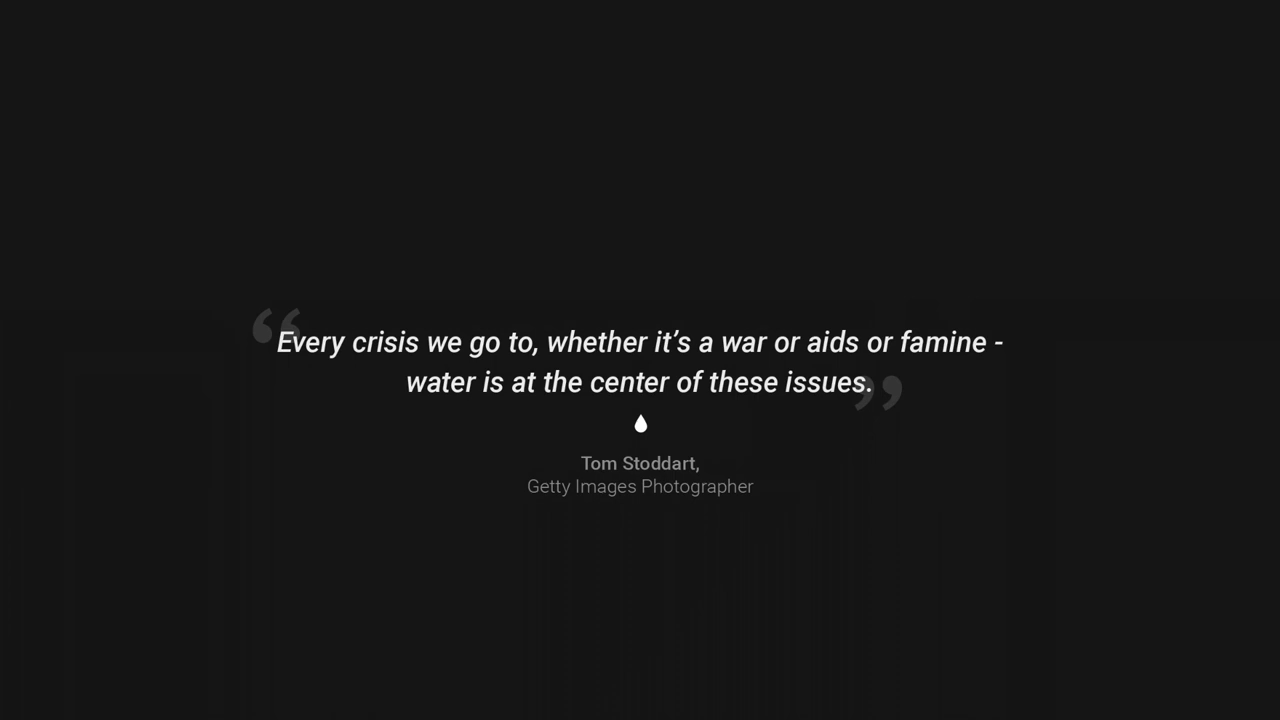 “Every crisis we go to, whether it’s a war or aids or famine -
water is at the center of these issues.”
Tom Stoddart,
Getty Images Photographer